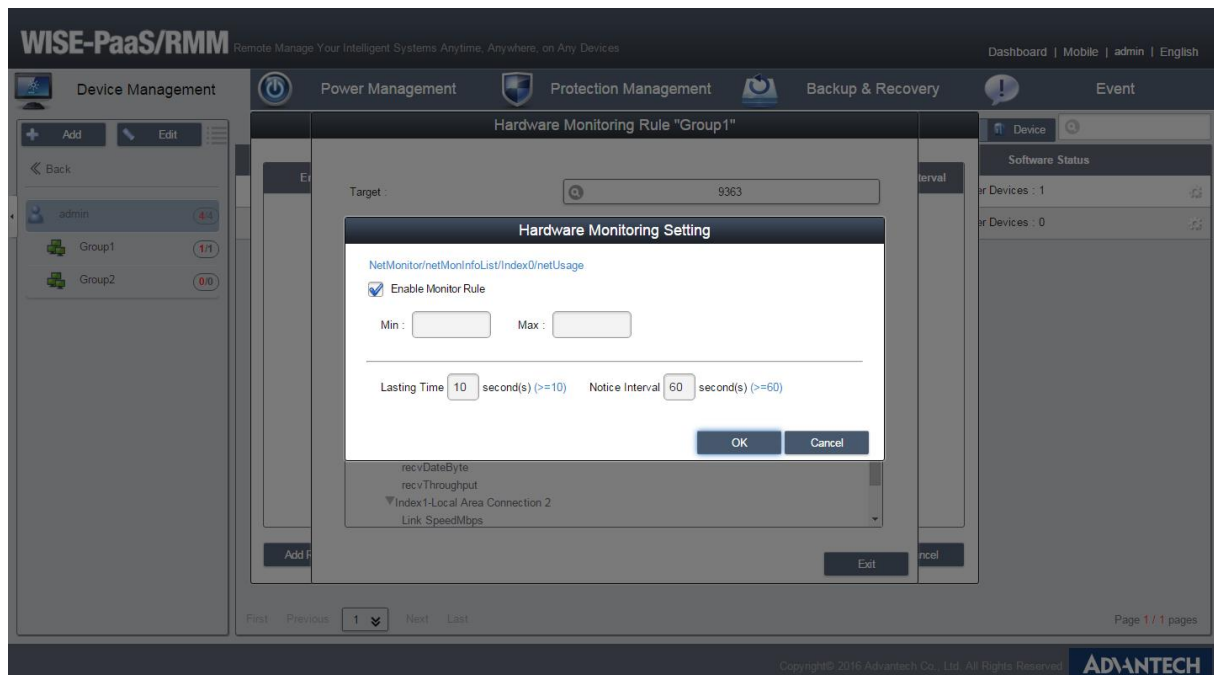 WISE-PaaS/RMM Remote Manage Your Intelligent Systems Anytime, Anywhere, on Any Devices
Dashboard | Mobile | admin | English
Device Management Power Management Protection Management Backup & Recovery Event
Add Edit
Hardware Monitoring Rule "Group1"
Device
Back
Software Status
Target : 9363
admin 4/4
Group1 1/1
Group2 0/0
er Devices : 1
er Devices : 0
Hardware Monitoring Setting
NetMonitor/netMonInfoList/Index0/netUsage
Enable Monitor Rule
Min : Max :
Lasting Time 10 second(s) (>=10) Notice Interval 60 second(s) (>=60)
OK Cancel
recvDateByte
recvThroughput
Index1-Local Area Connection 2
Link SpeedMbps
Add R
Exit
ncel
First Previous 1 Next Last
Page 1 / 1 pages
Copyright© 2016 Advantech Co., Ltd. All Rights Reserved
ADVANTECH